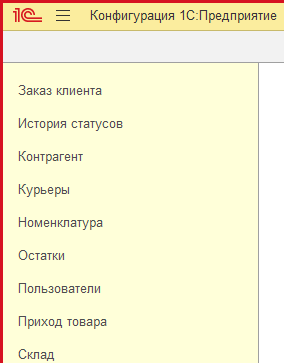 1С Конфигурация 1С:Предприятие
Заказ клиента
История статусов
Контрагент
Курьеры
Номенклатура
Остатки
Пользователи
Приход товара
Склад